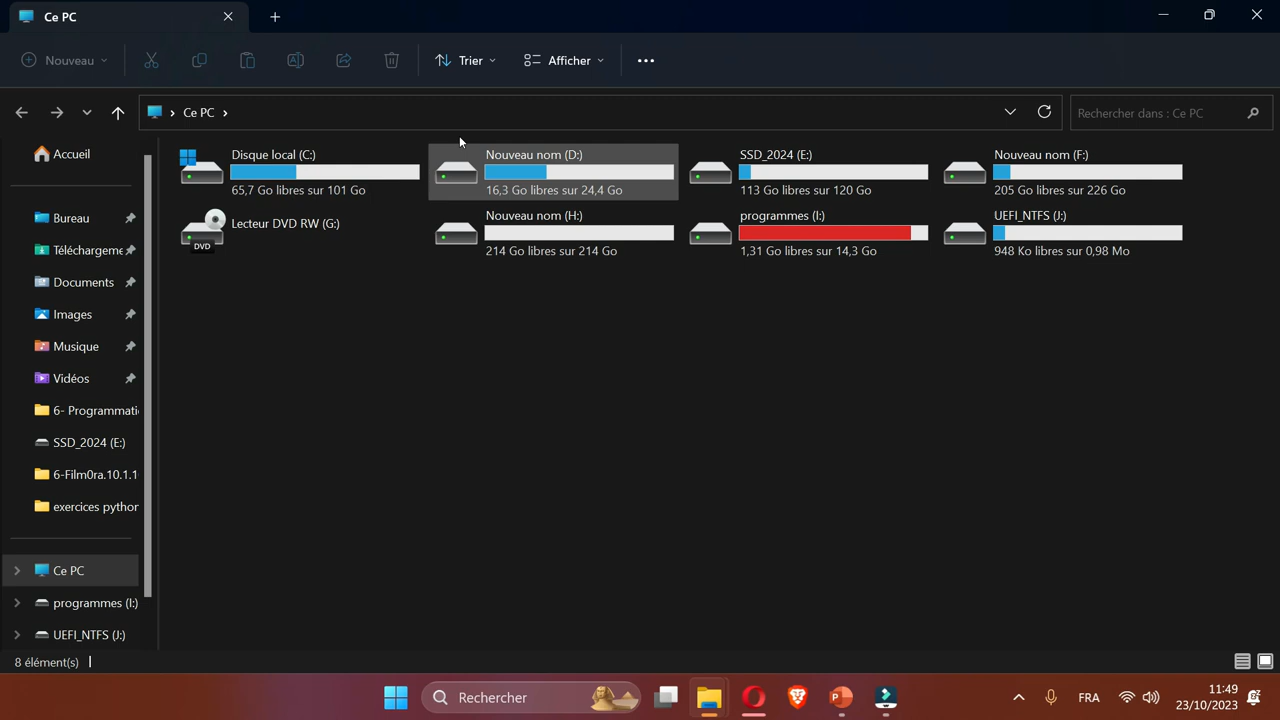 Ce PC
Nouveau
Trier
Afficher
Ce PC
Rechercher dans : Ce PC
Accueil
Bureau
Téléchargeme
Documents
Images
Musique
Vidéos
6- Programmati
SSD_2024 (E:)
6-Film0ra.10.1.1
exercices python
Ce PC
programmes (I:)
UEFI_NTFS (J:)
Disque local (C:)
65,7 Go libres sur 101 Go
Nouveau nom (D:)
16,3 Go libres sur 24,4 Go
SSD_2024 (E:)
113 Go libres sur 120 Go
Nouveau nom (F:)
205 Go libres sur 226 Go
DVD
Lecteur DVD RW (G:)
Nouveau nom (H:)
214 Go libres sur 214 Go
programmes (I:)
1,31 Go libres sur 14,3 Go
UEFI_NTFS (J:)
948 Ko libres sur 0,98 Mo
8 élément(s)
Rechercher
P
FRA
11:49
23/10/2023